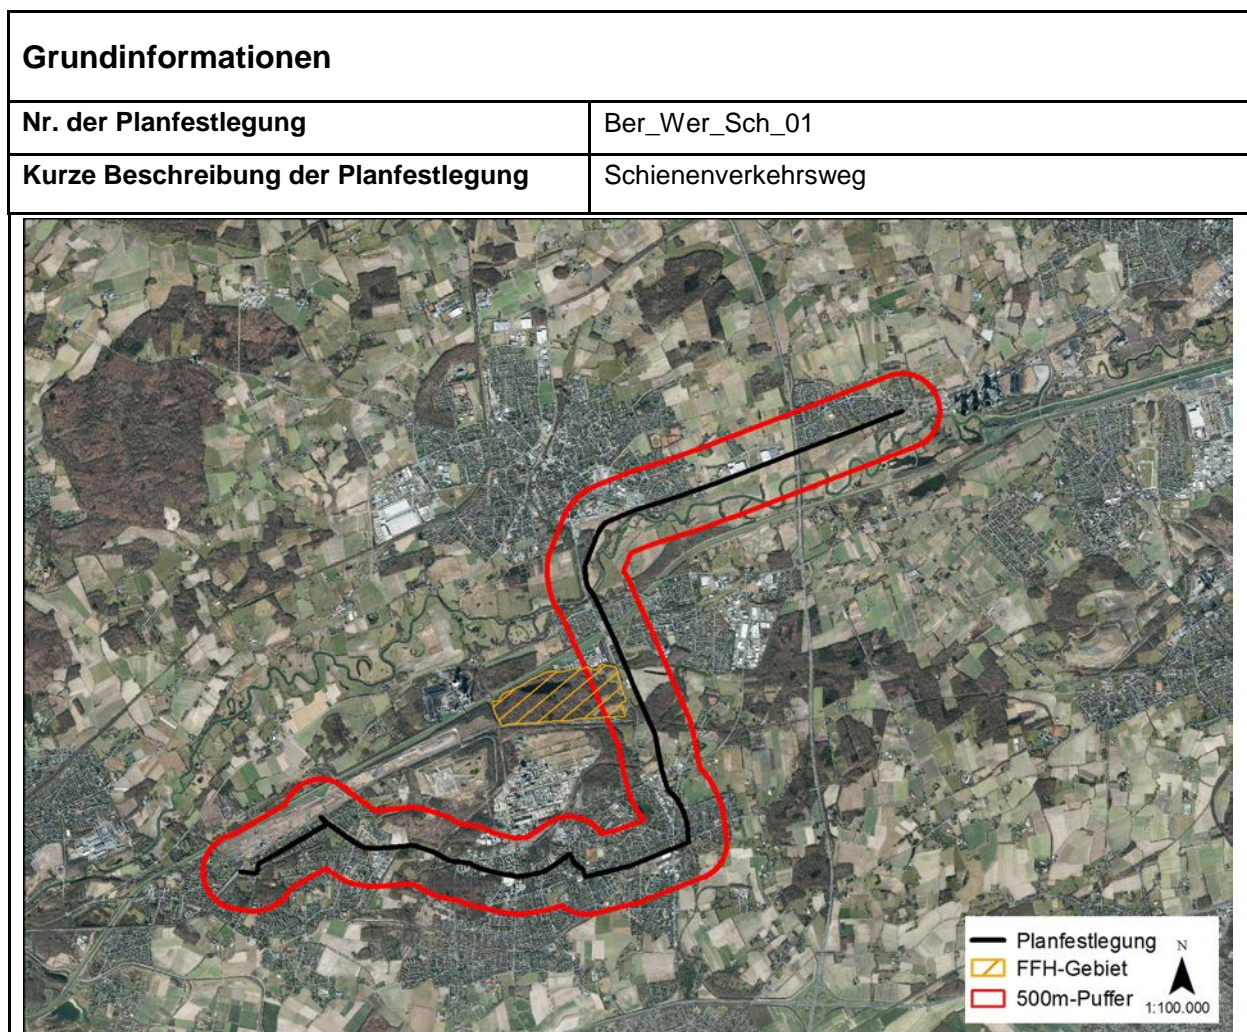 Grundinformationen
Nr. der Planfestlegung Ber_Wer_Sch_01
Kurze Beschreibung der Planfestlegung Schienenverkehrsweg
Planfestlegung
FFH-Gebiet
500m-Puffer
N
1:100.000